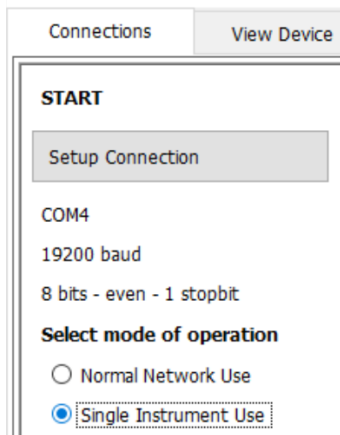 Connections
View Device
START
Setup Connection
COM4
19200 baud
8 bits - even - 1 stopbit
Select mode of operation
Normal Network Use
Single Instrument Use